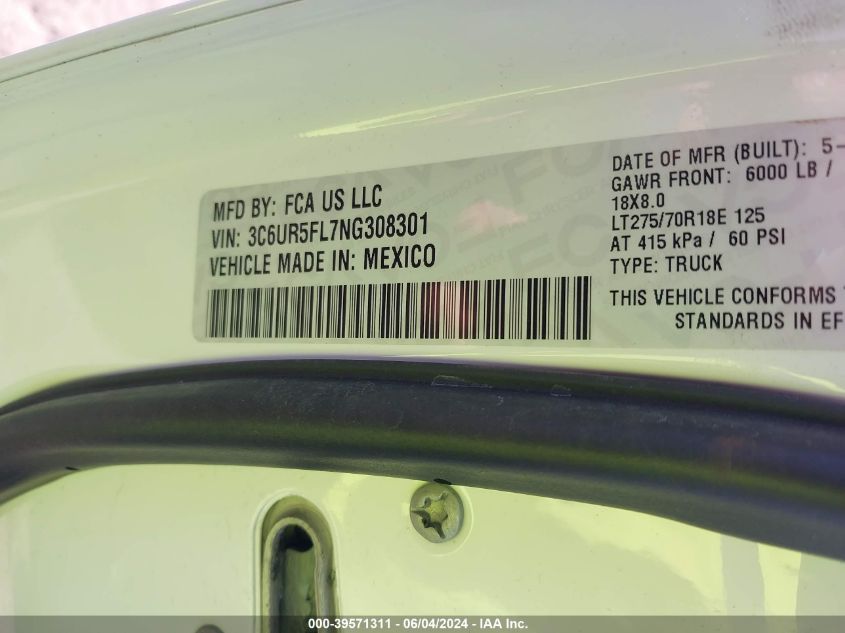 MFD BY: FCA US LLC
VIN: 3C6UR5FL7NG308301
VEHICLE MADE IN: MEXICO
DATE OF MFR (BUILT): 5-
GAWR FRONT: 6000 LB /
18X8.0
LT275/70R18E 125
AT 415 kPa / 60 PSI
TYPE: TRUCK
THIS VEHICLE CONFORMS
STANDARDS IN EF
000-39571311 - 06/04/2024 - IAA Inc.